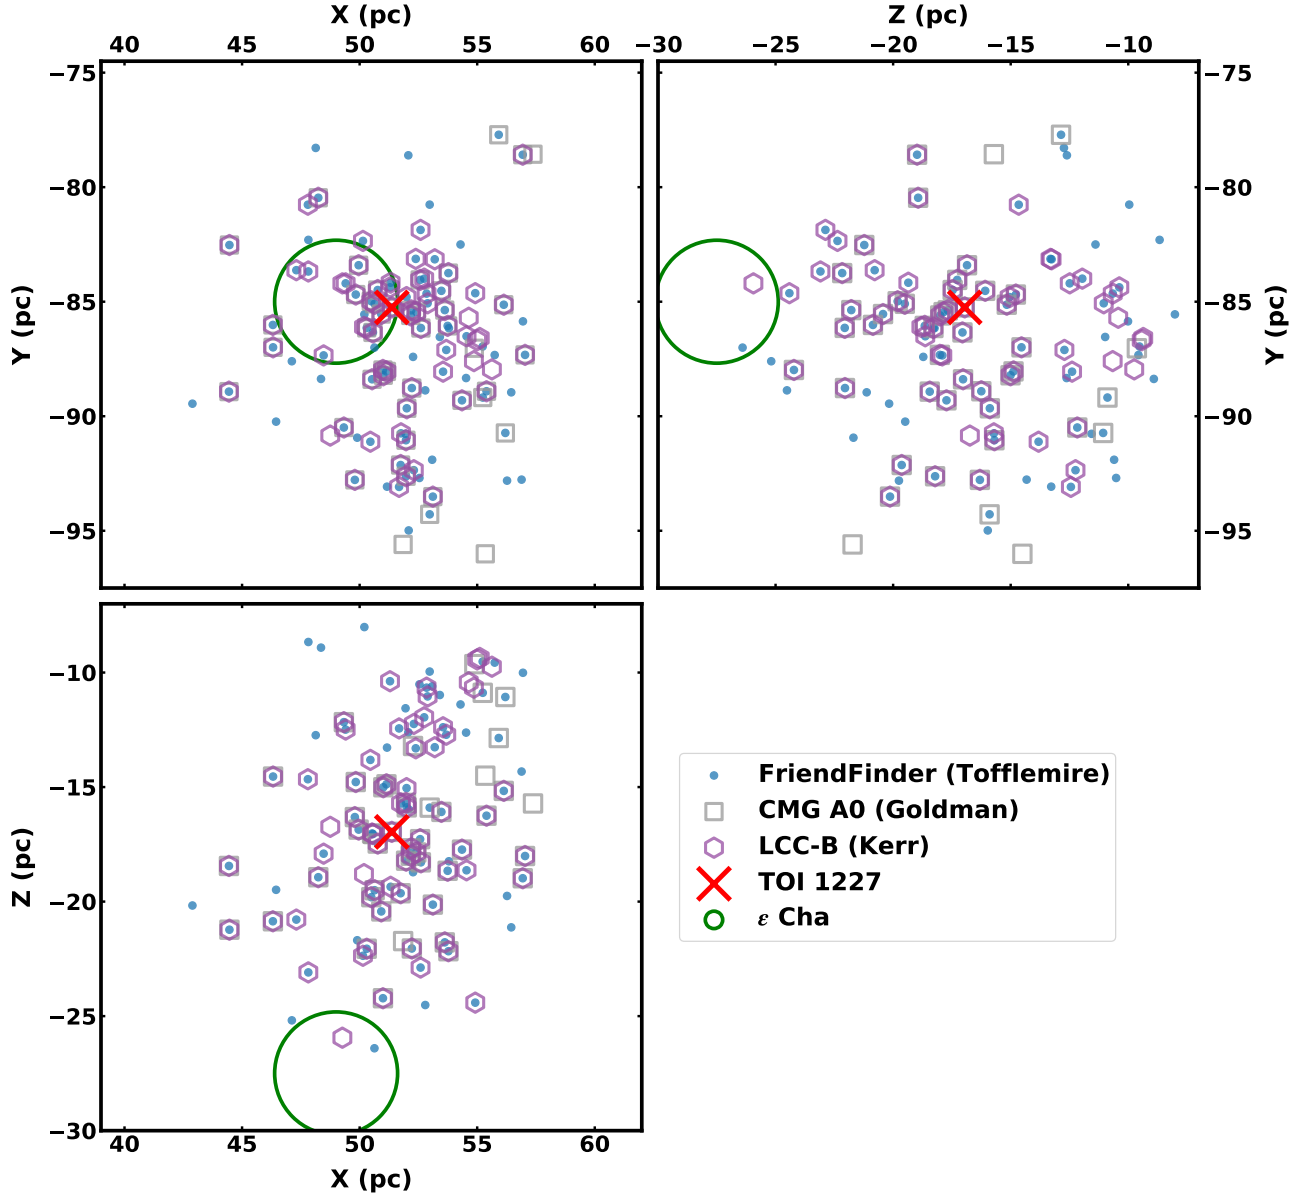 X (pc)
Z (pc)
40 45 50 55 60 −30 −25 −20 −15 −10
−75 −75
−80 −80
−85 −85
−90 −90
−95 −95
Y (pc)
Y (pc)
−10
−15
−20
−25
−30
Z (pc)
40 45 50 55 60
X (pc)
FriendFinder (Tofflemire)
CMG A0 (Goldman)
LCC-B (Kerr)
TOI 1227
ε Cha